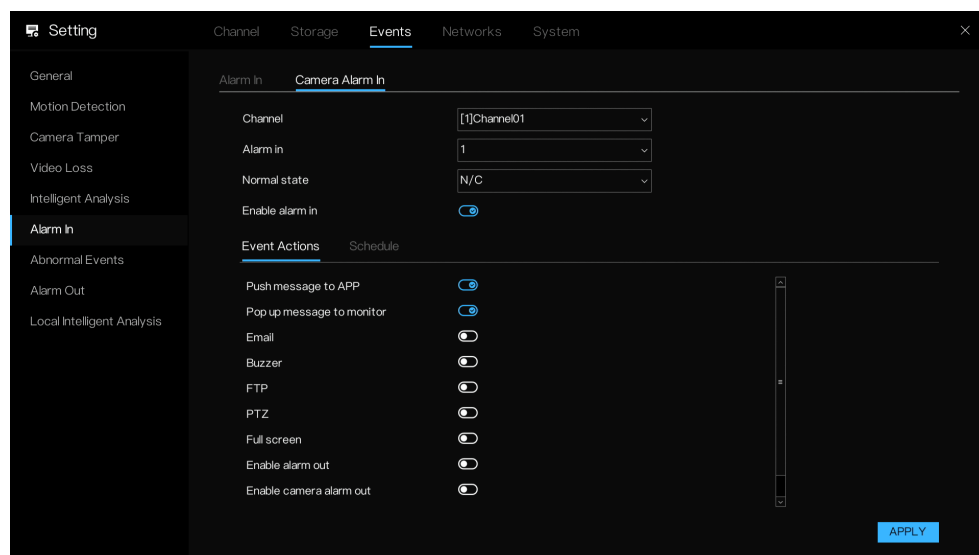 Setting
Channel Storage Events Networks System
General
Motion Detection
Camera Tamper
Video Loss
Intelligent Analysis
Alarm In
Abnormal Events
Alarm Out
Local Intelligent Analysis
Alarm In Camera Alarm In
Channel [1]Channel01
Alarm in 1
Normal state N/C
Enable alarm in
Event Actions Schedule
Push message to APP
Pop up message to monitor
Email
Buzzer
FTP
PTZ
Full screen
Enable alarm out
Enable camera alarm out
APPLY